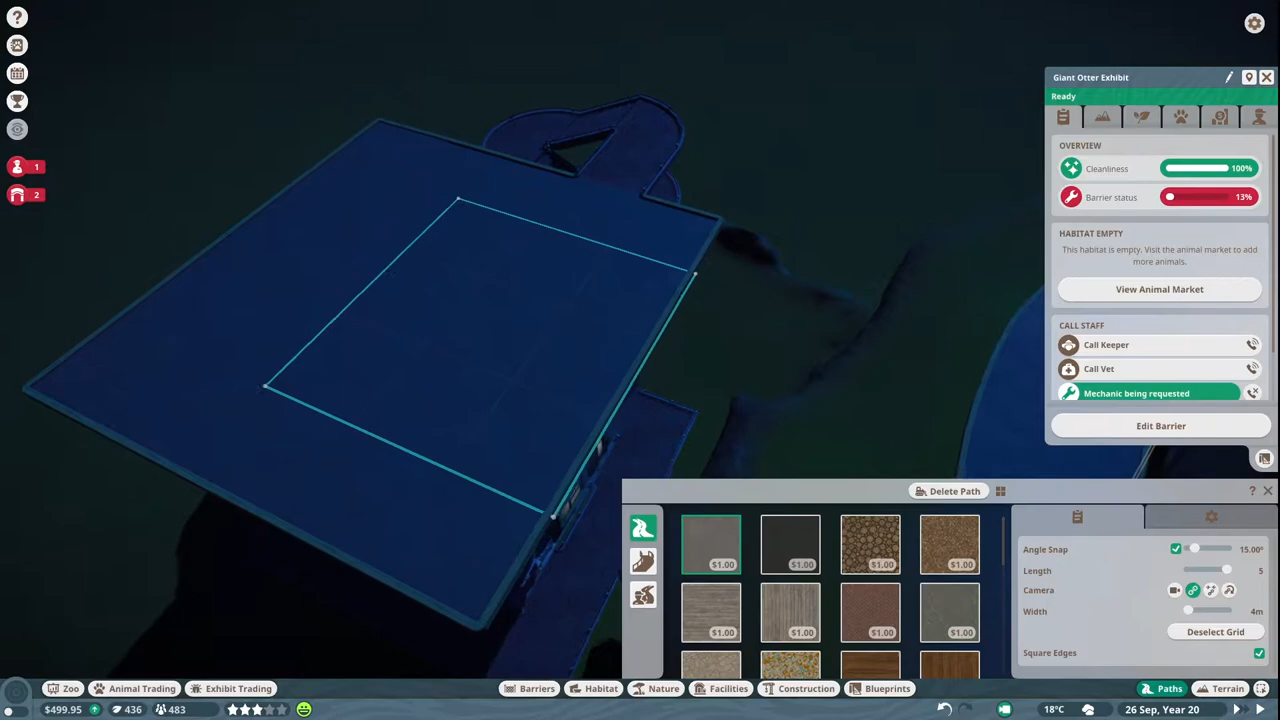 ?
1
2
Giant Otter Exhibit
Ready
OVERVIEW
Cleanliness 100%
Barrier status 13%
HABITAT EMPTY
This habitat is empty. Visit the animal market to add
more animals.
View Animal Market
CALL STAFF
Call Keeper
Call Vet
Mechanic being requested
Edit Barrier
Delete Path
?
$1.00 $1.00 $1.00 $1.00
$1.00 $1.00 $1.00 $1.00
Angle Snap 15.00°
Length 5
Camera
Width 4m
Deselect Grid
Square Edges
Zoo Animal Trading Exhibit Trading Barriers Habitat Nature Facilities Construction Blueprints Paths Terrain
$499.95 436 483 18°C 26 Sep, Year 20